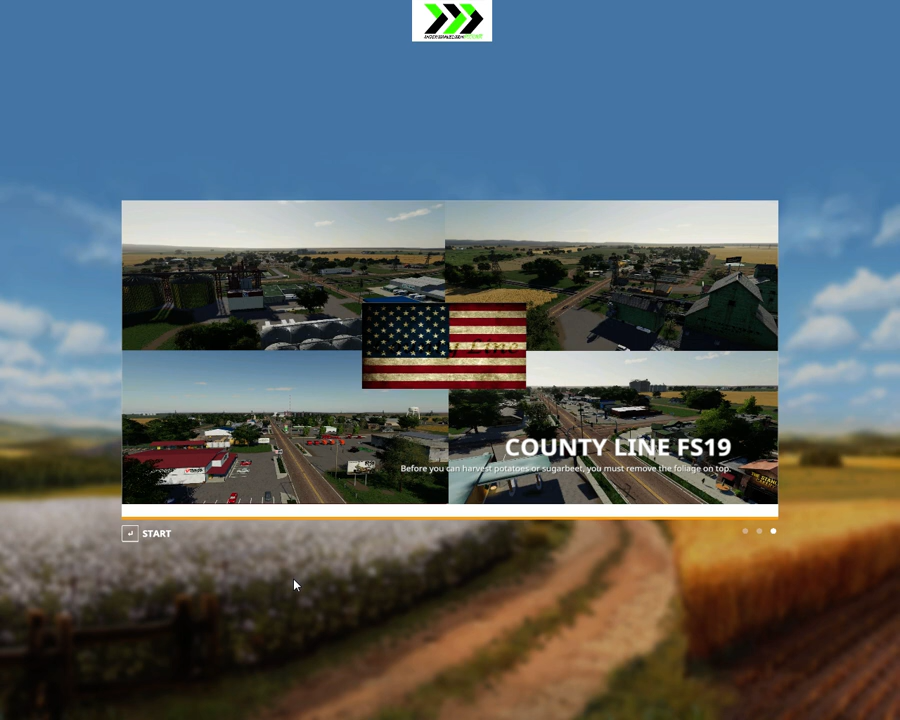 COUNTY LINE FS19
Before you can harvest potatoes or sugarbeet, you must remove the foliage on top.
START